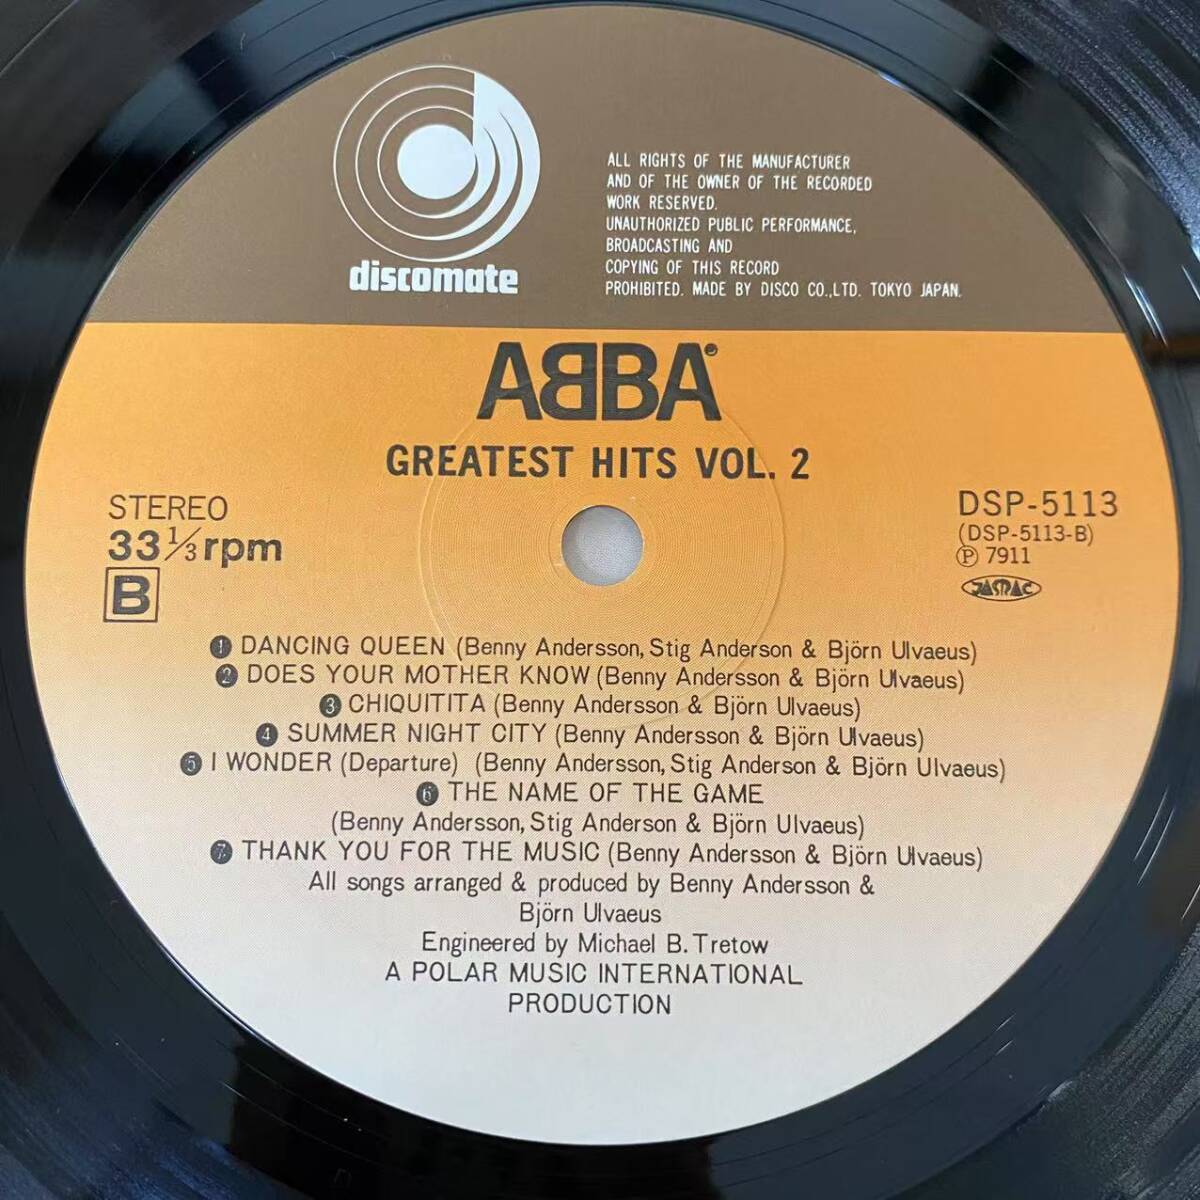 discomate
ALL RIGHTS OF THE MANUFACTURER
AND OF THE OWNER OF THE RECORDED
WORK RESERVED.
UNAUTHORIZED PUBLIC PERFORMANCE,
BROADCASTING AND
COPYING OF THIS RECORD
PROHIBITED. MADE BY DISCO CO.,LTD. TOKYO JAPAN.
ABBA®
GREATEST HITS VOL. 2
STEREO
33 1/3 rpm
B
DSP-5113
(DSP-5113-B)
Ⓟ 7911
JASRAC
❶ DANCING QUEEN (Benny Andersson, Stig Anderson & Björn Ulvaeus)
❷ DOES YOUR MOTHER KNOW (Benny Andersson & Björn Ulvaeus)
❸ CHIQUITITA (Benny Andersson & Björn Ulvaeus)
❹ SUMMER NIGHT CITY (Benny Andersson & Björn Ulvaeus)
❺ I WONDER (Departure) (Benny Andersson, Stig Anderson & Björn Ulvaeus)
❻ THE NAME OF THE GAME
(Benny Andersson, Stig Anderson & Björn Ulvaeus)
❼ THANK YOU FOR THE MUSIC (Benny Andersson & Björn Ulvaeus)
All songs arranged & produced by Benny Andersson &
Björn Ulvaeus
Engineered by Michael B. Tretow
A POLAR MUSIC INTERNATIONAL
PRODUCTION